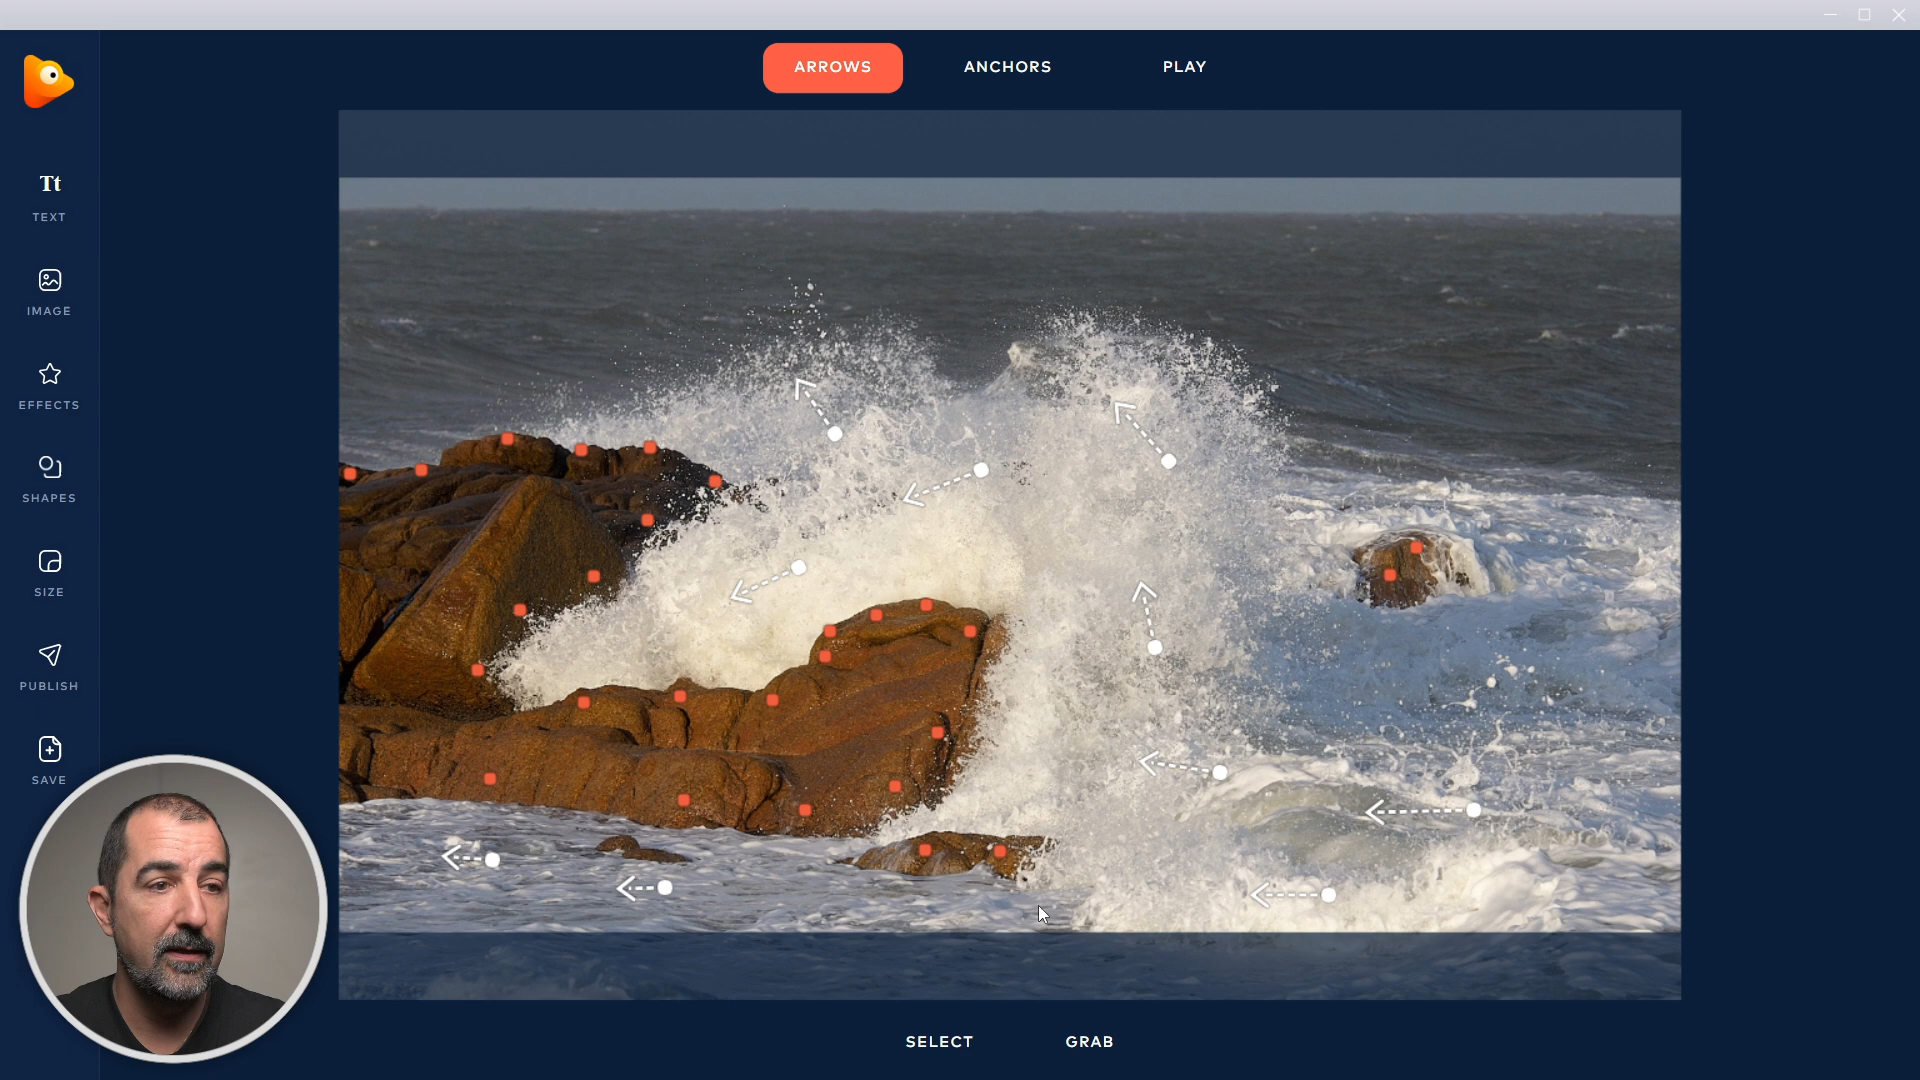 ARROWS
ANCHORS
PLAY
Tt
TEXT
IMAGE
EFFECTS
SHAPES
SIZE
PUBLISH
SAVE
SELECT
GRAB